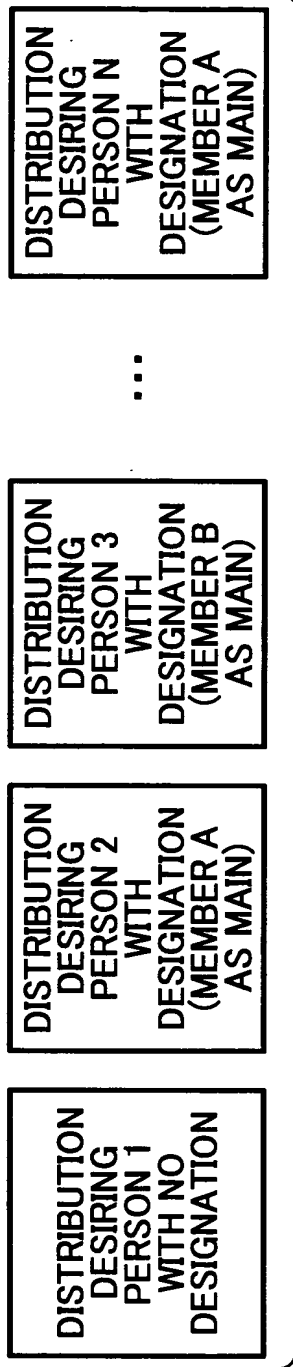 DISTRIBUTION
DESIRING
PERSON 1
WITH NO
DESIGNATION
DISTRIBUTION
DESIRING
PERSON 2
WITH
DESIGNATION
(MEMBER A
AS MAIN)
DISTRIBUTION
DESIRING
PERSON 3
WITH
DESIGNATION
(MEMBER B
AS MAIN)
...
DISTRIBUTION
DESIRING
PERSON N
WITH
DESIGNATION
(MEMBER A
AS MAIN)